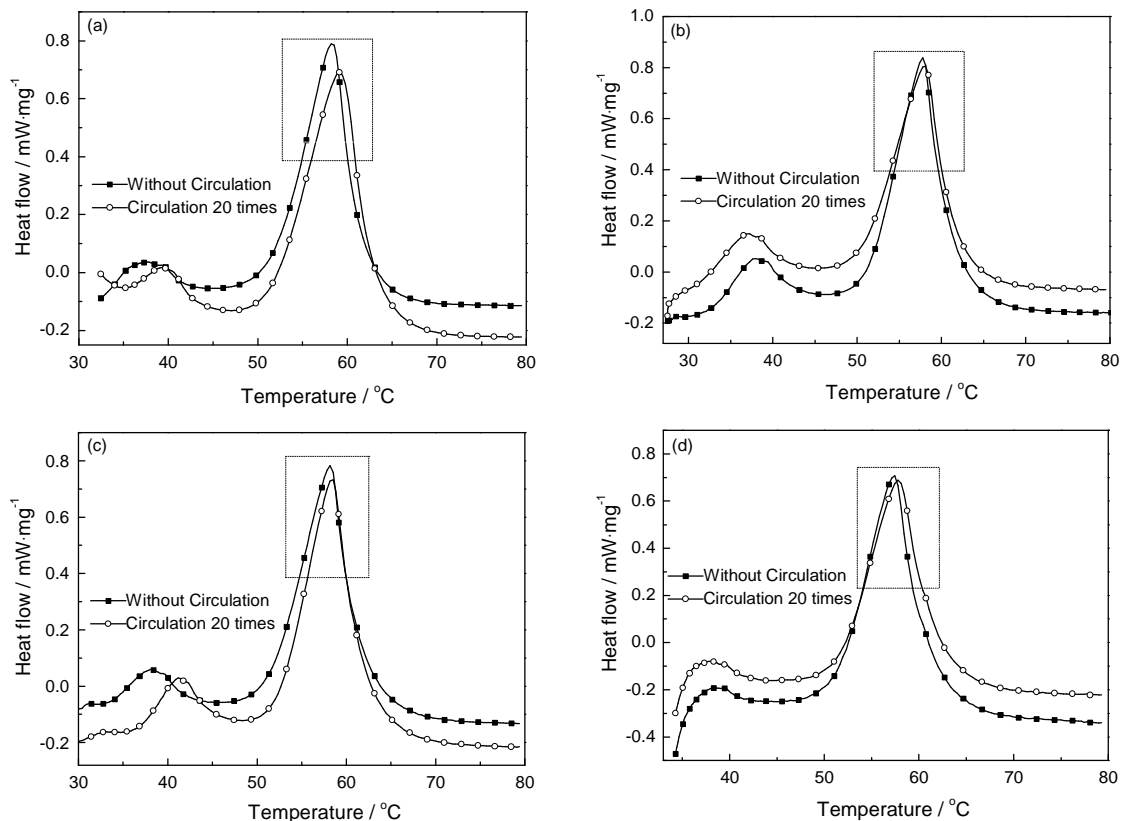 (a)
0.8
0.6
0.4
0.2
0.0
-0.2
Heat flow / mW·mg⁻¹
Without Circulation
Circulation 20 times
30 40 50 60 70 80
Temperature / °C
(b)
1.0
0.8
0.6
0.4
0.2
0.0
-0.2
Heat flow / mW·mg⁻¹
Without Circulation
Circulation 20 times
30 40 50 60 70 80
Temperature / °C
(c)
0.8
0.6
0.4
0.2
0.0
-0.2
Heat flow / mW·mg⁻¹
Without Circulation
Circulation 20 times
30 40 50 60 70 80
Temperature / °C
(d)
0.8
0.6
0.4
0.2
0.0
-0.2
-0.4
Heat flow / mW·mg⁻¹
Without Circulation
Circulation 20 times
40 50 60 70 80
Temperature / °C